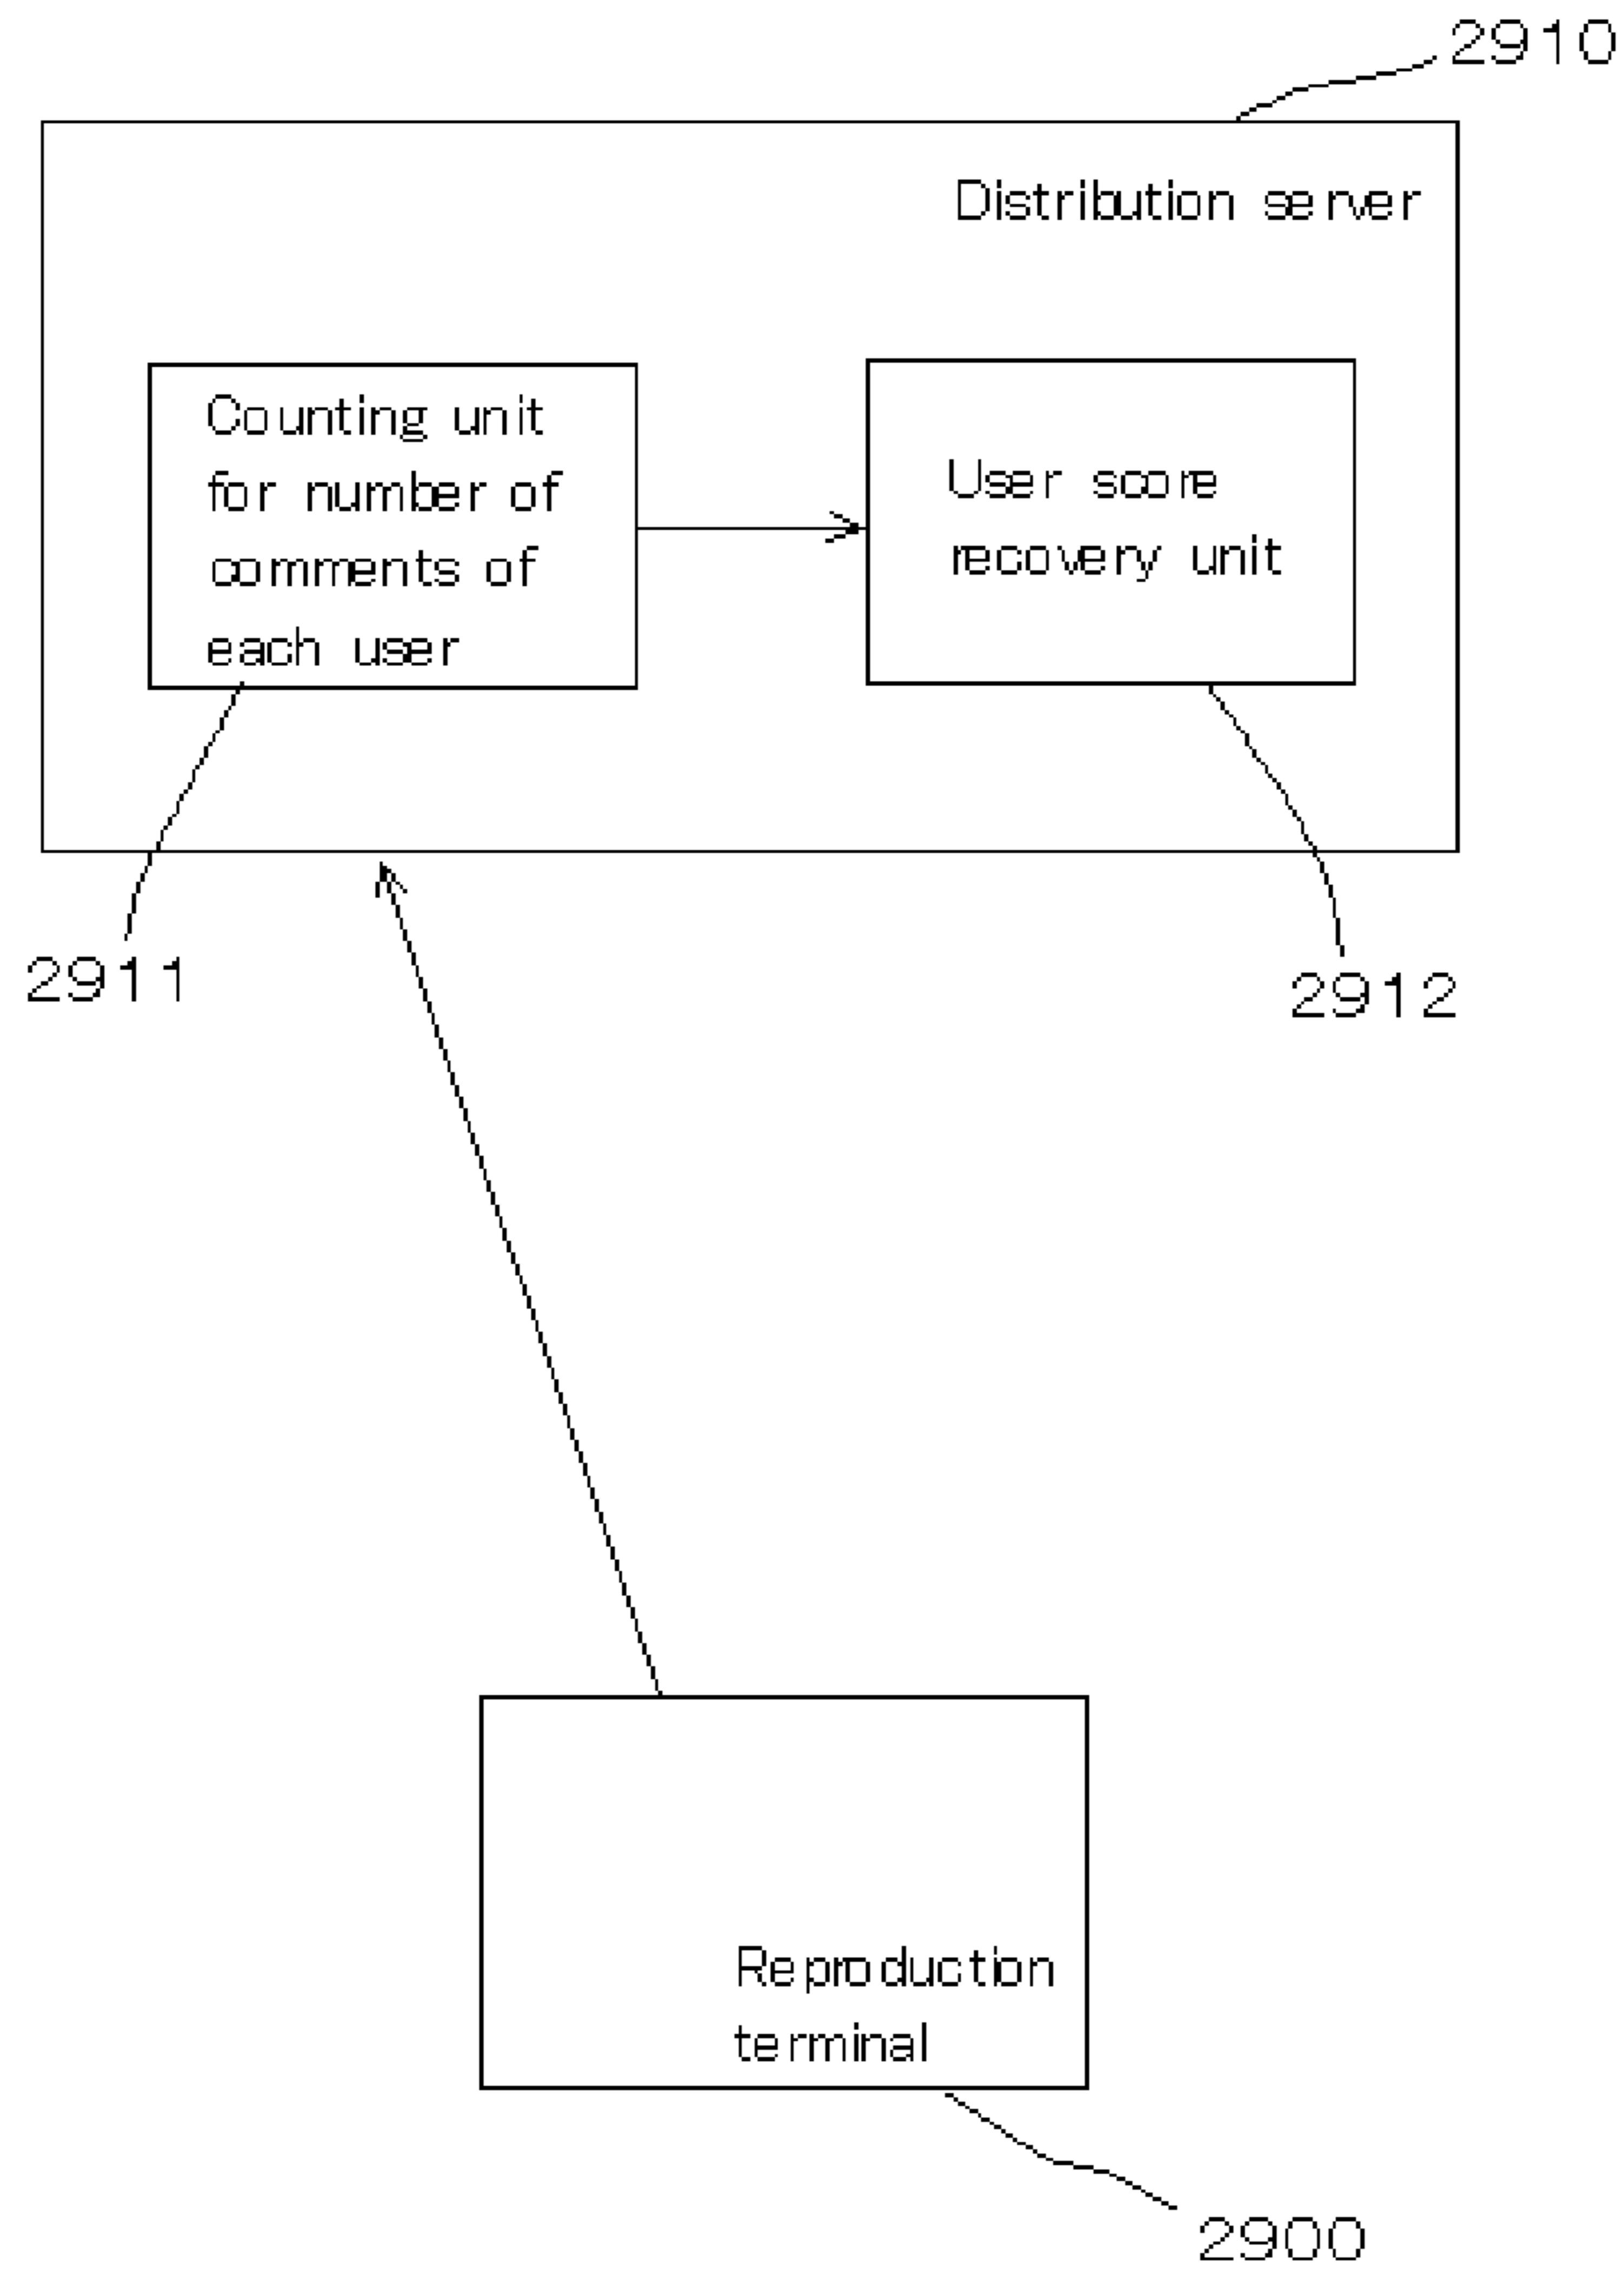 2910
Distribution server
Counting unit
for number of
comments of
each user
User score
recovery unit
2911
2912
Reproduction
terminal
2900